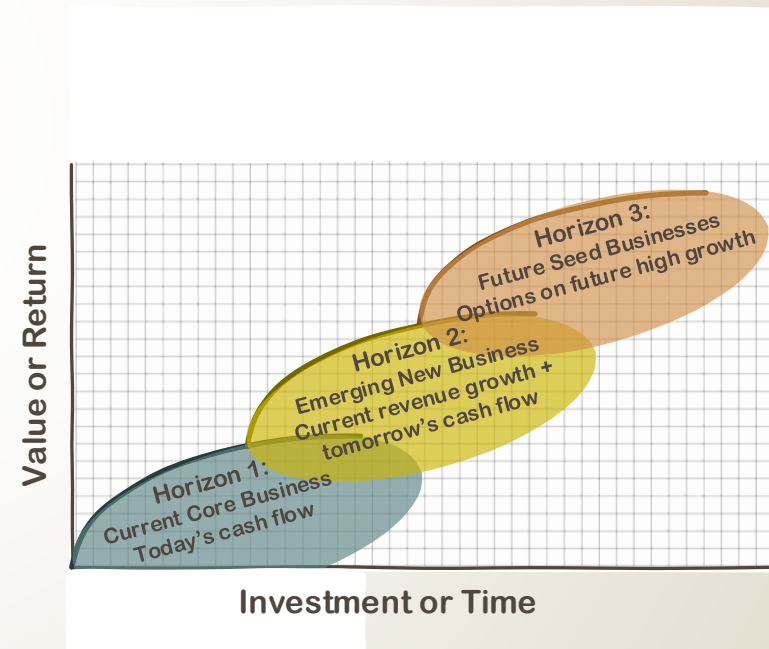 Horizon 3:
Future Seed Businesses
Options on future high growth
Horizon 2:
Emerging New Business
Current revenue growth +
tomorrow's cash flow
Horizon 1:
Current Core Business
Today's cash flow
Value or Return
Investment or Time